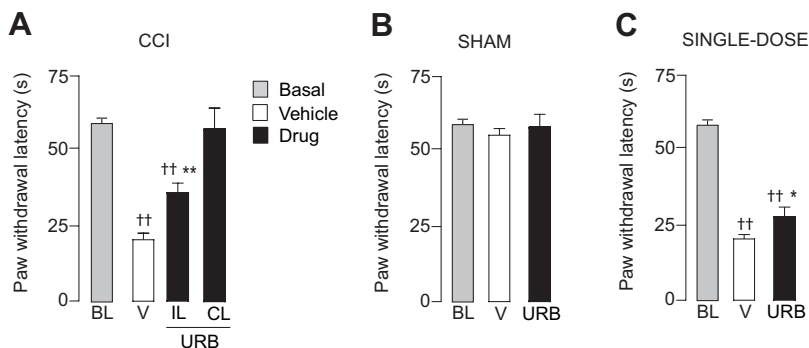 A
CCI
Paw withdrawal latency (s)
75
50
25
0
†† 
†† **
BL V IL CL
URB
Basal
Vehicle
Drug
B
SHAM
Paw withdrawal latency (s)
75
50
25
0
BL V URB
C
SINGLE-DOSE
Paw withdrawal latency (s)
75
50
25
0
††
†† *
BL V URB